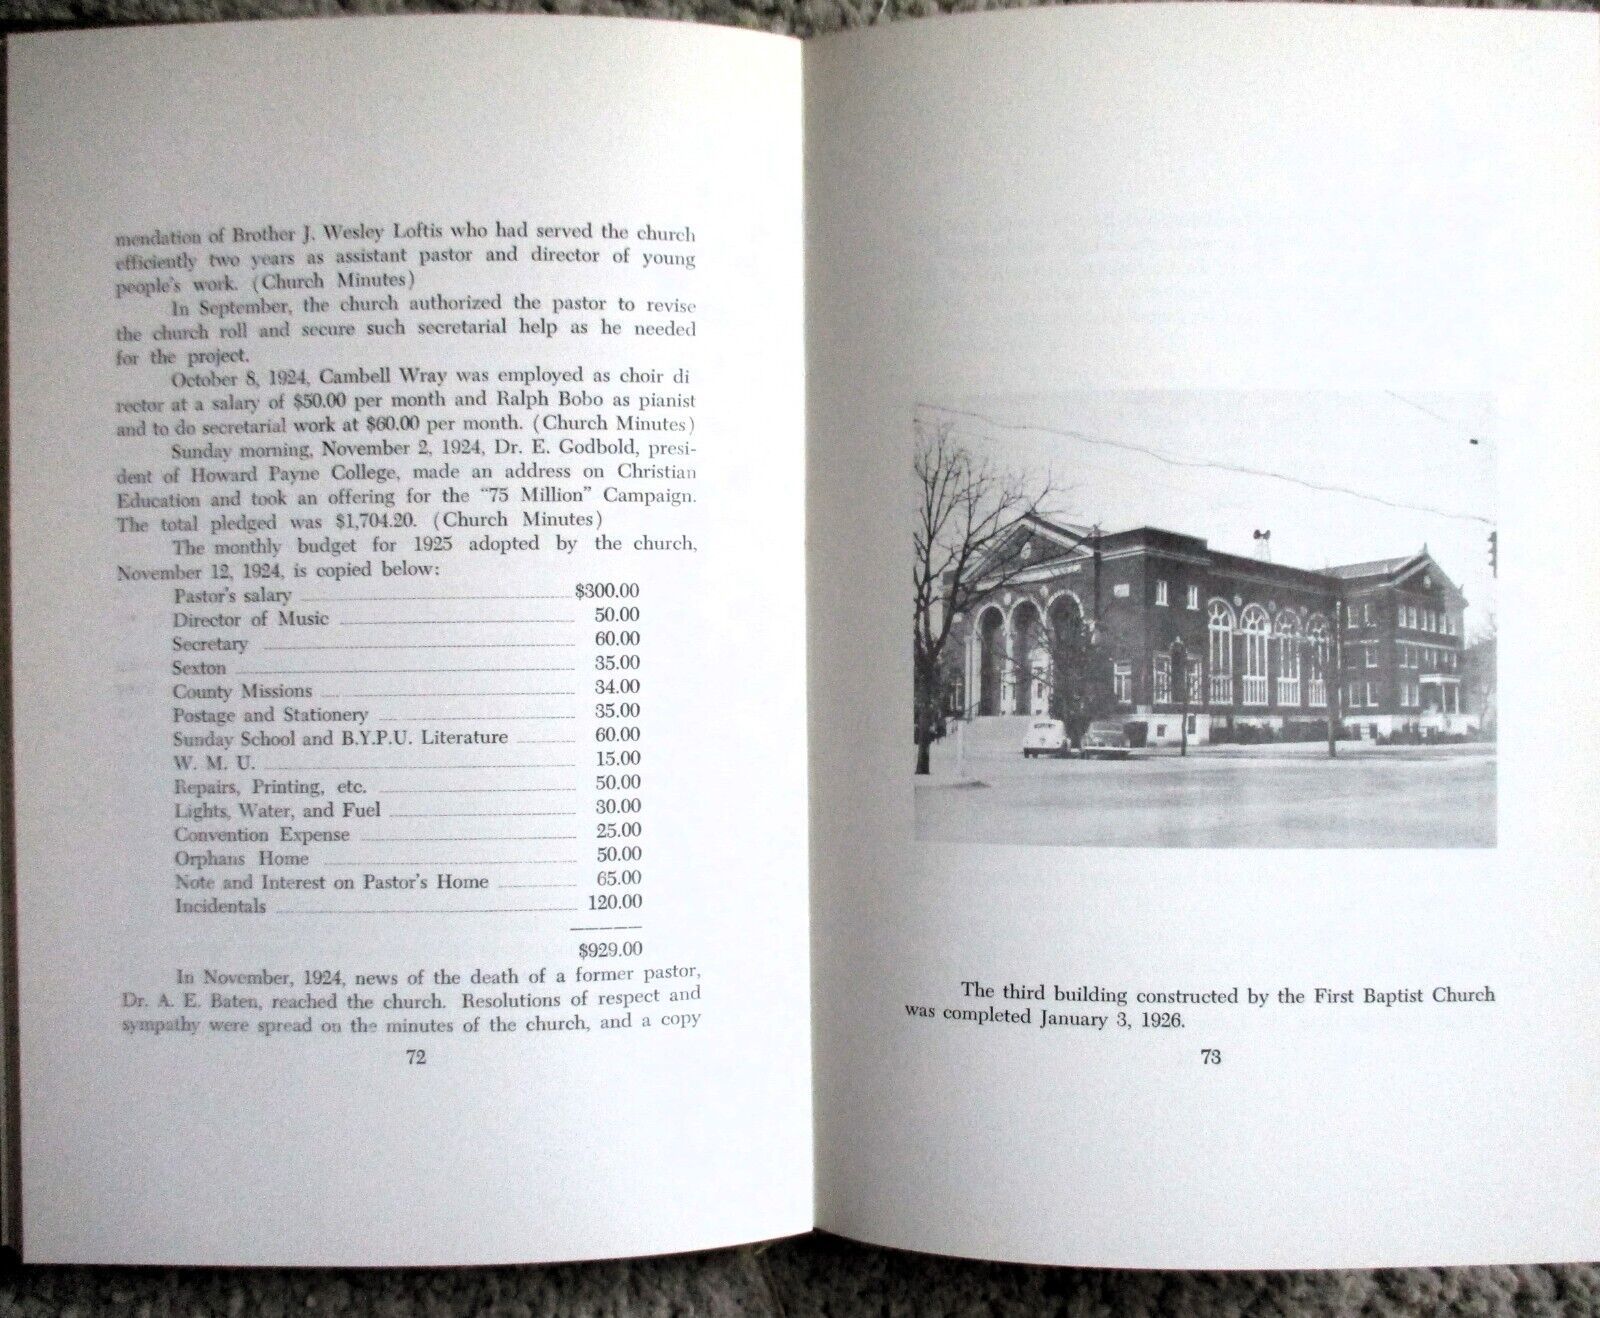 mendation of Brother J. Wesley Loftis who had served the church
efficiently two years as assistant pastor and director of young
people's work. (Church Minutes)
In September, the church authorized the pastor to revise
the church roll and secure such secretarial help as he needed
for the project.
October 8, 1924, Cambell Wray was employed as choir di
rector at a salary of $50.00 per month and Ralph Bobo as pianist
and to do secretarial work at $60.00 per month. (Church Minutes)
Sunday morning, November 2, 1924, Dr. E. Godbold, presi-
dent of Howard Payne College, made an address on Christian
Education and took an offering for the "75 Million" Campaign.
The total pledged was $1,704.20. (Church Minutes)
The monthly budget for 1925 adopted by the church,
November 12, 1924, is copied below:
Pastor's salary $300.00
Director of Music 50.00
Secretary 60.00
Sexton 35.00
County Missions 34.00
Postage and Stationery 35.00
Sunday School and B.Y.P.U. Literature 60.00
W. M. U. 15.00
Repairs, Printing, etc. 50.00
Lights, Water, and Fuel 30.00
Convention Expense 25.00
Orphans Home 50.00
Note and Interest on Pastor's Home 65.00
Incidentals 120.00
$929.00
In November, 1924, news of the death of a former pastor,
Dr. A. E. Baten, reached the church. Resolutions of respect and
sympathy were spread on the minutes of the church, and a copy
72
The third building constructed by the First Baptist Church
was completed January 3, 1926.
73